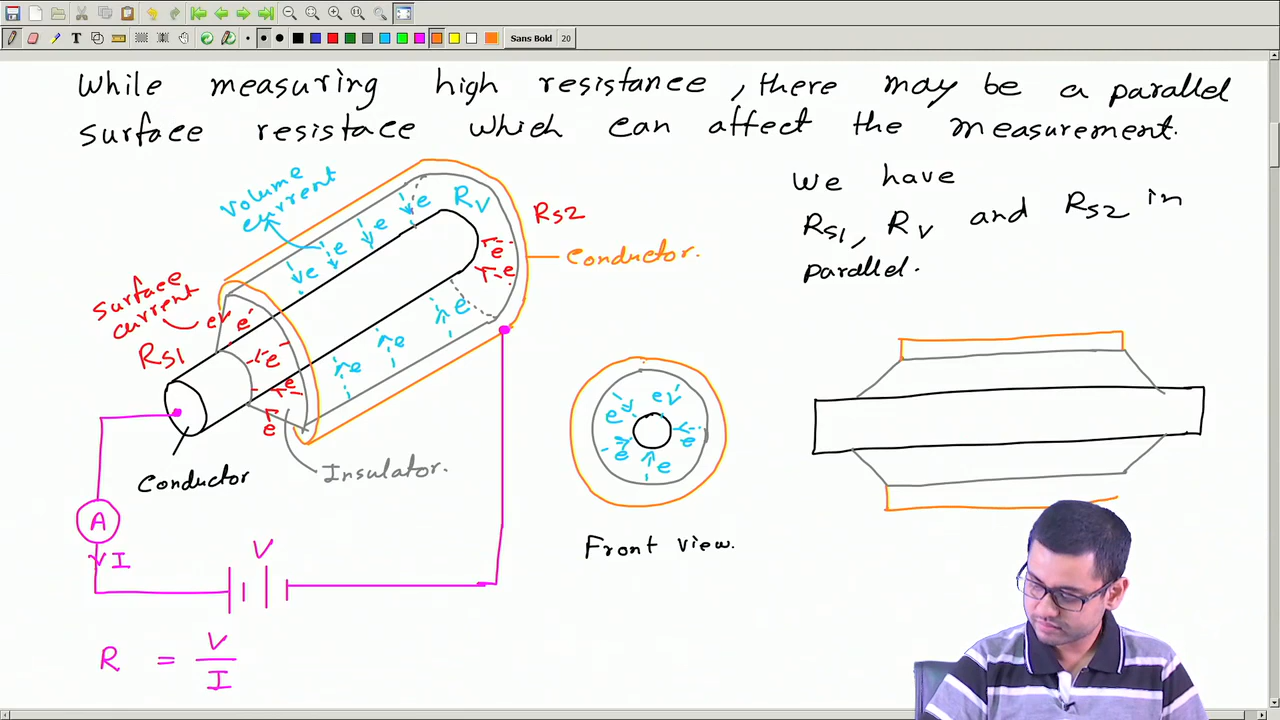 Sans Bold 20
While measuring high resistance, there may be a parallel
surface resistace which can affect the measurement.
We have
RS1, RV and RS2 in
parallel.
volume
current
e e e e
RV
RS2
e
e
Conductor.
surface
current
e e
RS1
e
e
e
e
e
e
e
Conductor
Insulator.
A
I
V
R = V
I
e e
e e
e
Front view.